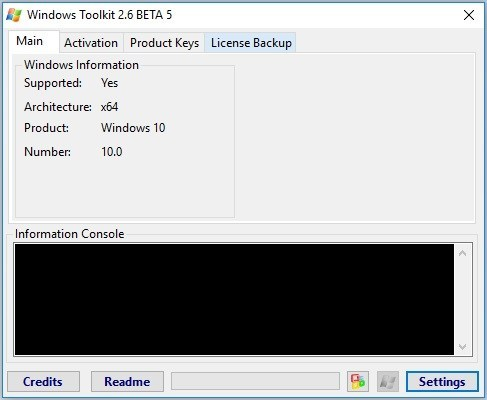 Windows Toolkit 2.6 BETA 5
Main Activation Product Keys License Backup
Windows Information
Supported: Yes
Architecture: x64
Product: Windows 10
Number: 10.0
Information Console
Credits Readme Settings